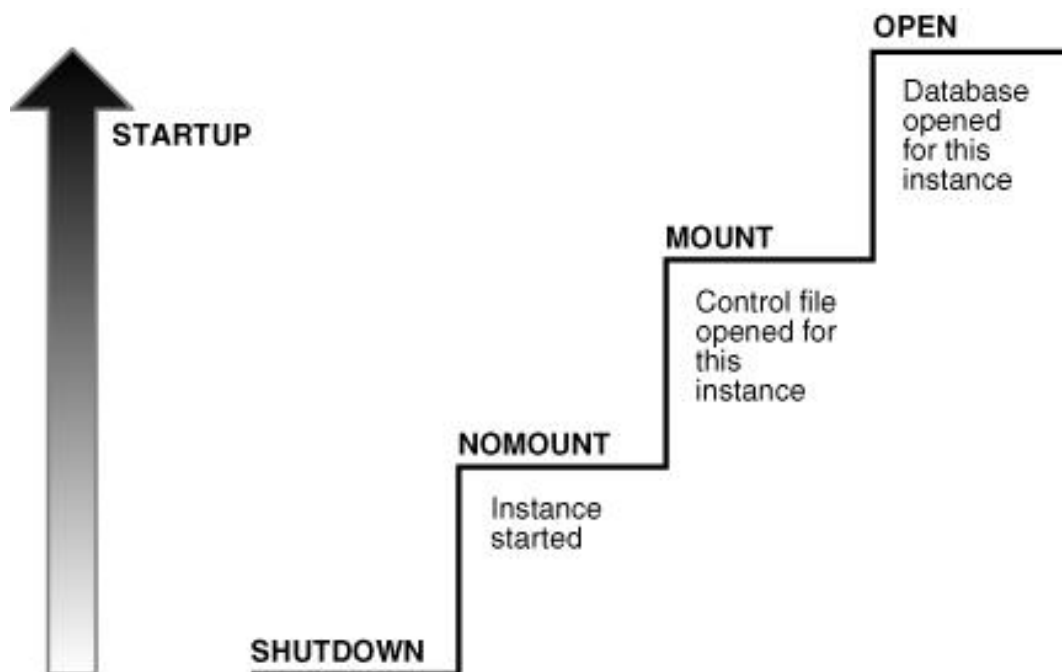 OPEN
Database
opened
for this
instance
STARTUP
MOUNT
Control file
opened for
this
instance
NOMOUNT
Instance
started
SHUTDOWN